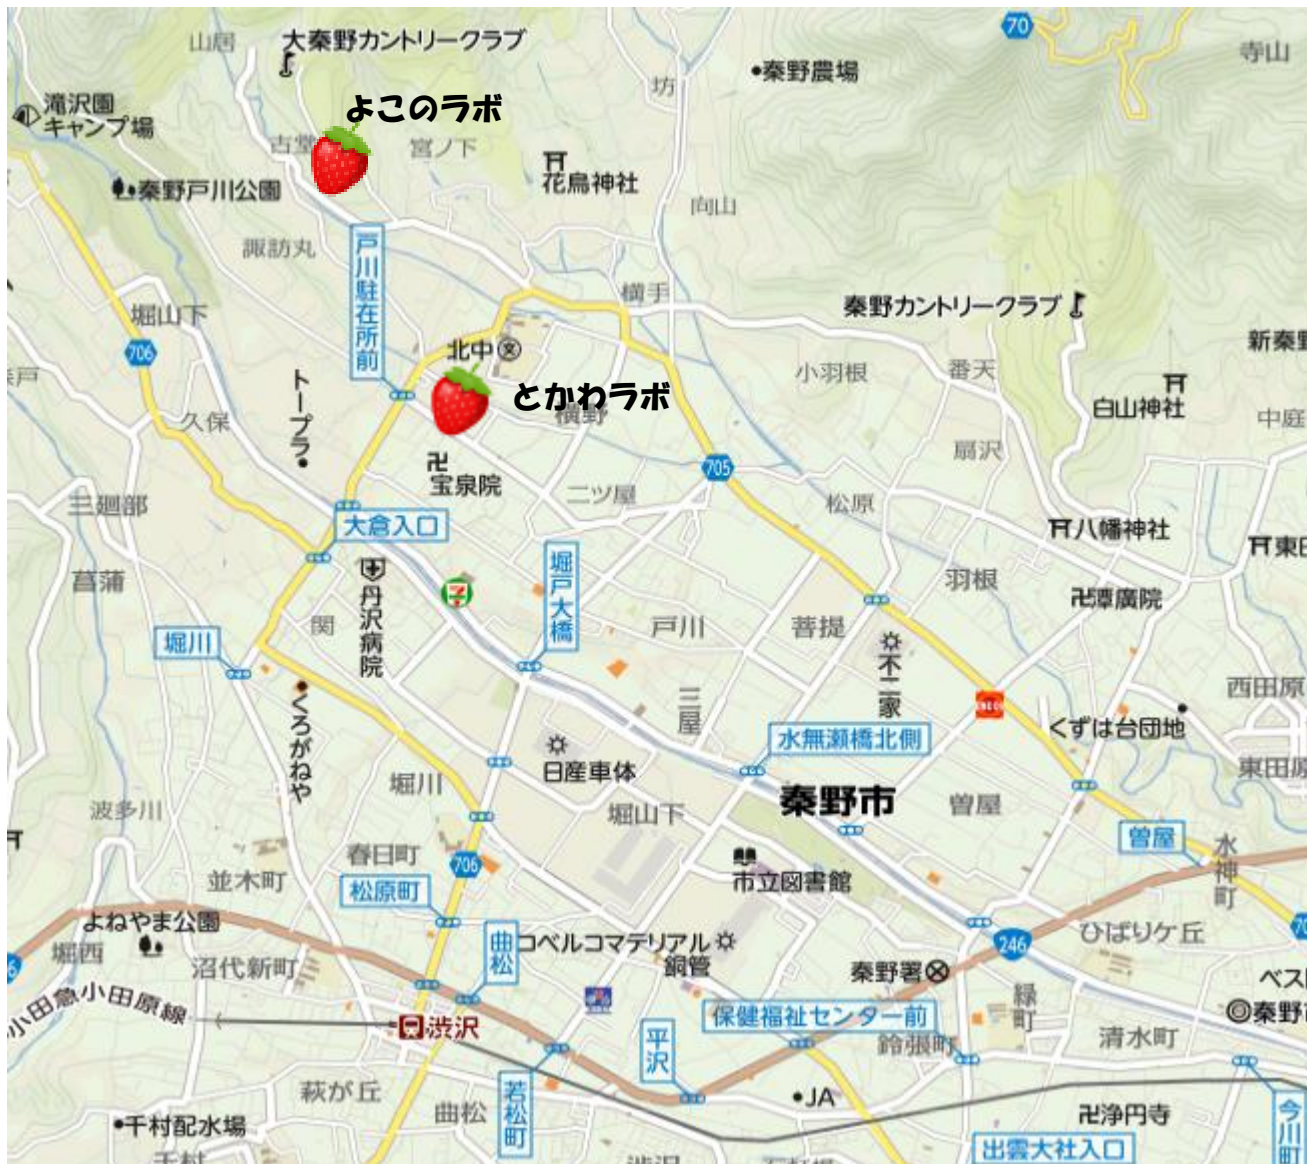 山居
大秦野カントリークラブ
70
寺山
秦野農場
坊
滝沢園
キャンプ場
よこのラボ
古堂
宮ノ下
花鳥神社
秦野戸川公園
向山
諏訪丸
戸川駐在所前
横手
堀山下
秦野カントリークラブ
706
北中
文
小羽根
番天
新秦野
白山神社
久保
トープラ
とかわラボ
横野
中庭
扇沢
宝泉院
705
二ツ屋
松原
三廻部
大倉入口
八幡神社
東田
菖蒲
丹沢病院
堀戸大橋
羽根
潭廣院
関
戸川
菩提
堀川
不二家
西田原
三屋
ENEOS
くろがねや
くずは台団地
水無瀬橋北側
日産車体
東田原
堀川
秦野市
曽屋
波多川
堀山下
曽屋
水神町
春日町
706
市立図書館
並木町
松原町
よねやま公園
曲松
コベルコマテリアル
銅管
246
ひばりケ丘
堀西
沼代新町
秦野署
ベス
緑町
小田急小田原線
渋沢
保健福祉センター前
平沢
鈴張町
清水町
萩が丘
曲松
若松町
JA
千村配水場
浄円寺
今川町
出雲大社入口
千村
渋沢